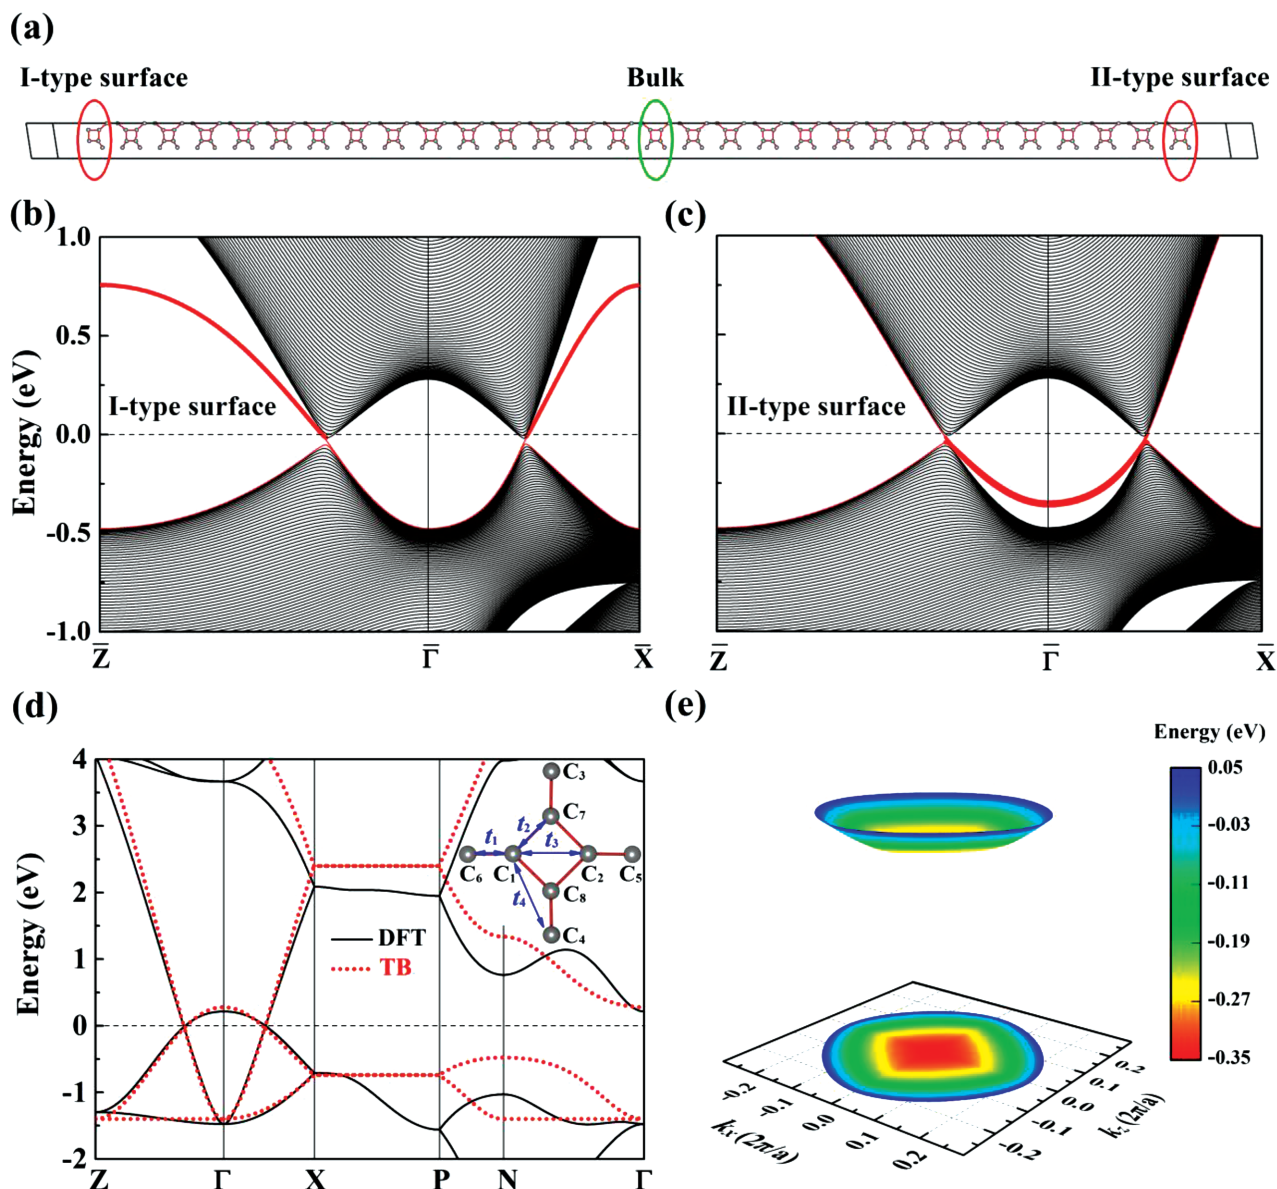 (a)
I-type surface
Bulk
II-type surface
(b)
(c)
1.0
0.5
0.0
-0.5
-1.0
Energy (eV)
I-type surface
Z̅
Γ̅
X̅
II-type surface
Z̅
Γ̅
X̅
(d)
(e)
4
3
2
1
0
-1
-2
Energy (eV)
C₃
C₇
t₁
t₂
t₃
C₆
C₁
C₂
C₅
t₄
C₈
C₄
DFT
TB
Z
Γ
X
P
N
Γ
Energy (eV)
0.05
-0.03
-0.11
-0.19
-0.27
-0.35
-0.2
-0.1
0.0
0.1
0.2
kₓ(2π/a)
0.2
0.1
0.0
-0.1
-0.2
k_z(2π/a)